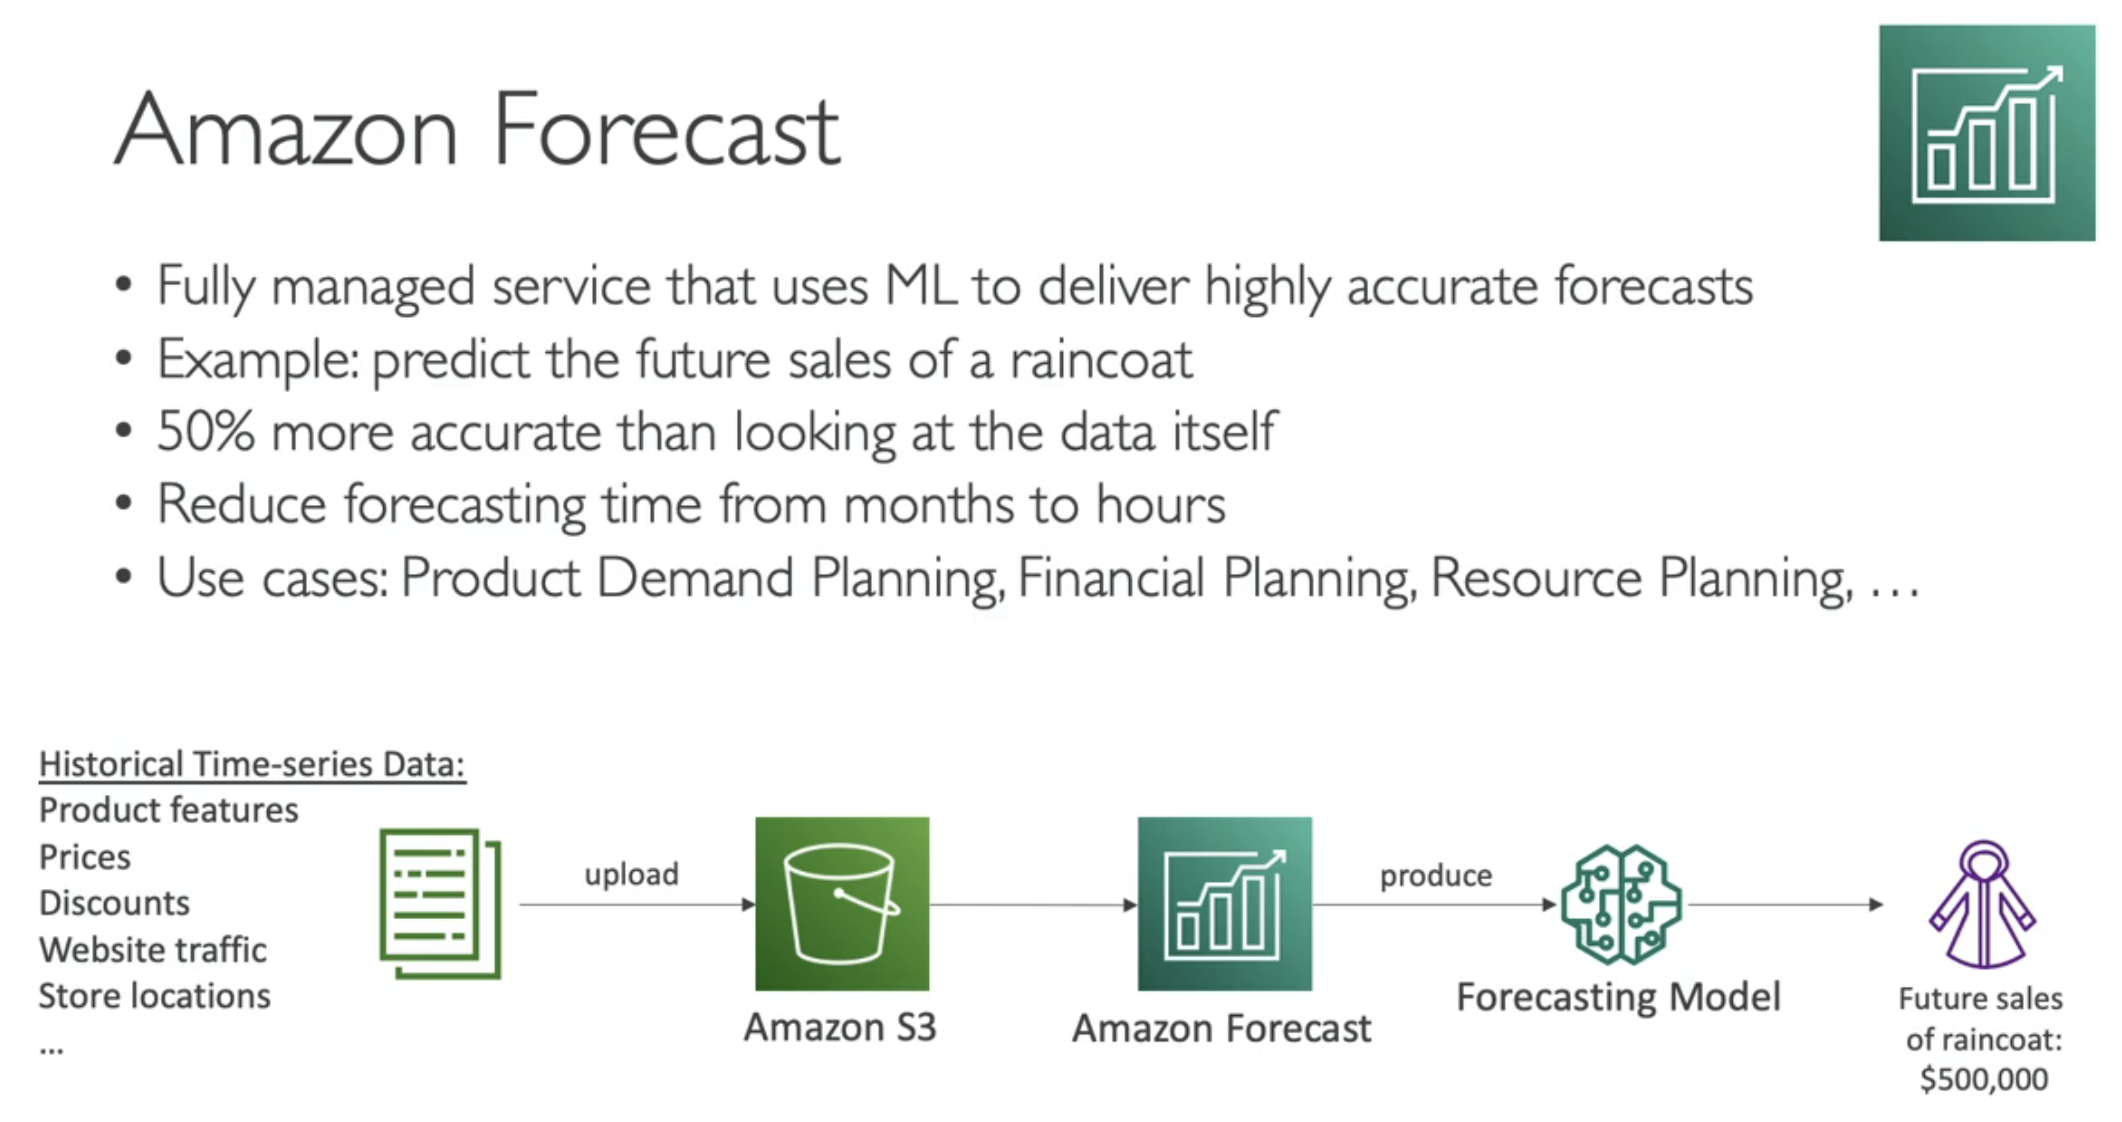 Amazon Forecast
• Fully managed service that uses ML to deliver highly accurate forecasts
• Example: predict the future sales of a raincoat
• 50% more accurate than looking at the data itself
• Reduce forecasting time from months to hours
• Use cases: Product Demand Planning, Financial Planning, Resource Planning, …
Historical Time-series Data:
Product features
Prices
Discounts
Website traffic
Store locations
...
upload
Amazon S3
Amazon Forecast
produce
Forecasting Model
Future sales
of raincoat:
$500,000